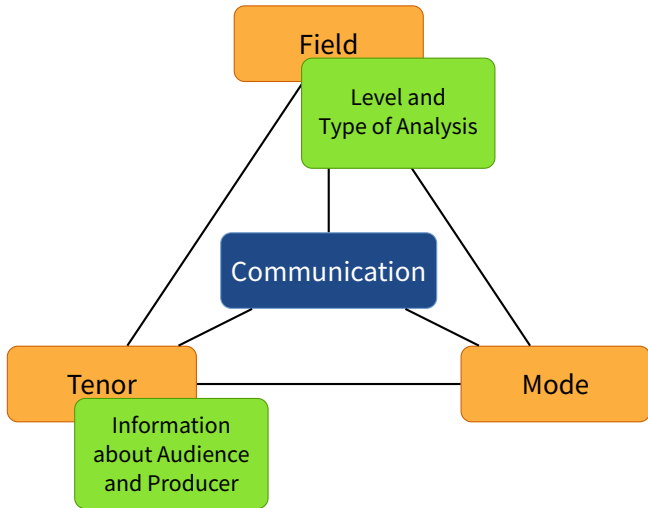 Field
Level and
Type of Analysis
Communication
Tenor
Mode
Information
about Audience
and Producer